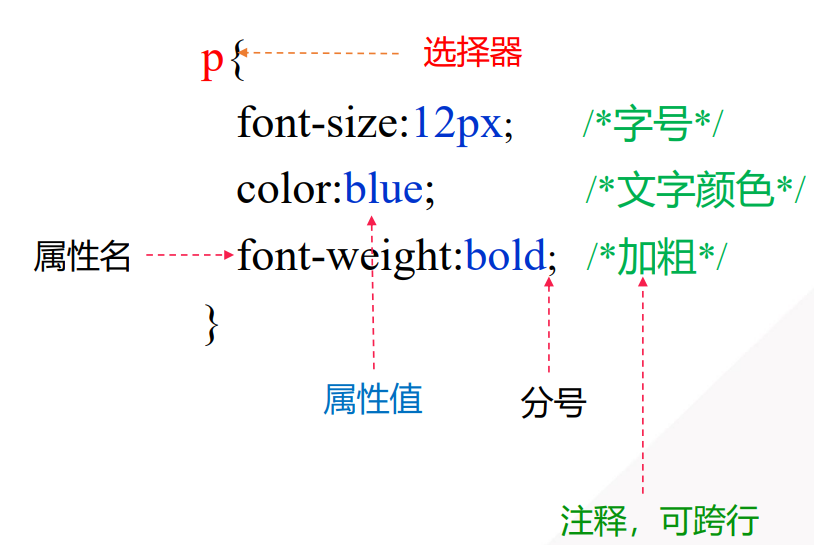 p{ 选择器
font-size:12px; /*字号*/
color:blue; /*文字颜色*/
属性名 font-weight:bold; /*加粗*/
}
属性值 分号
注释，可跨行